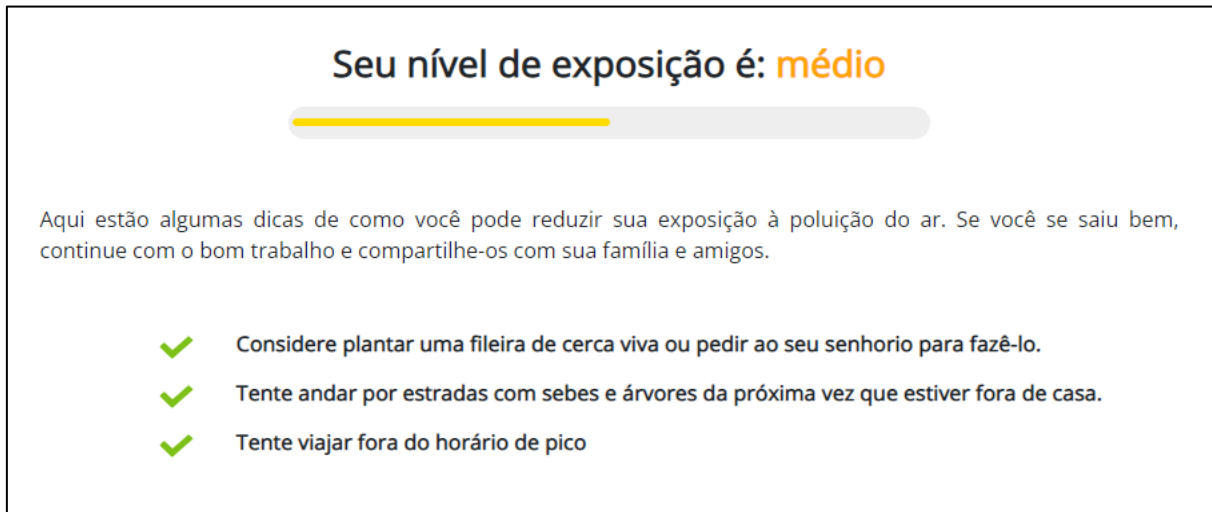 Seu nível de exposição é: médio
Aqui estão algumas dicas de como você pode reduzir sua exposição à poluição do ar. Se você se saiu bem,
continue com o bom trabalho e compartilhe-os com sua família e amigos.
Considere plantar uma fileira de cerca viva ou pedir ao seu senhorio para fazê-lo.
Tente andar por estradas com sebes e árvores da próxima vez que estiver fora de casa.
Tente viajar fora do horário de pico